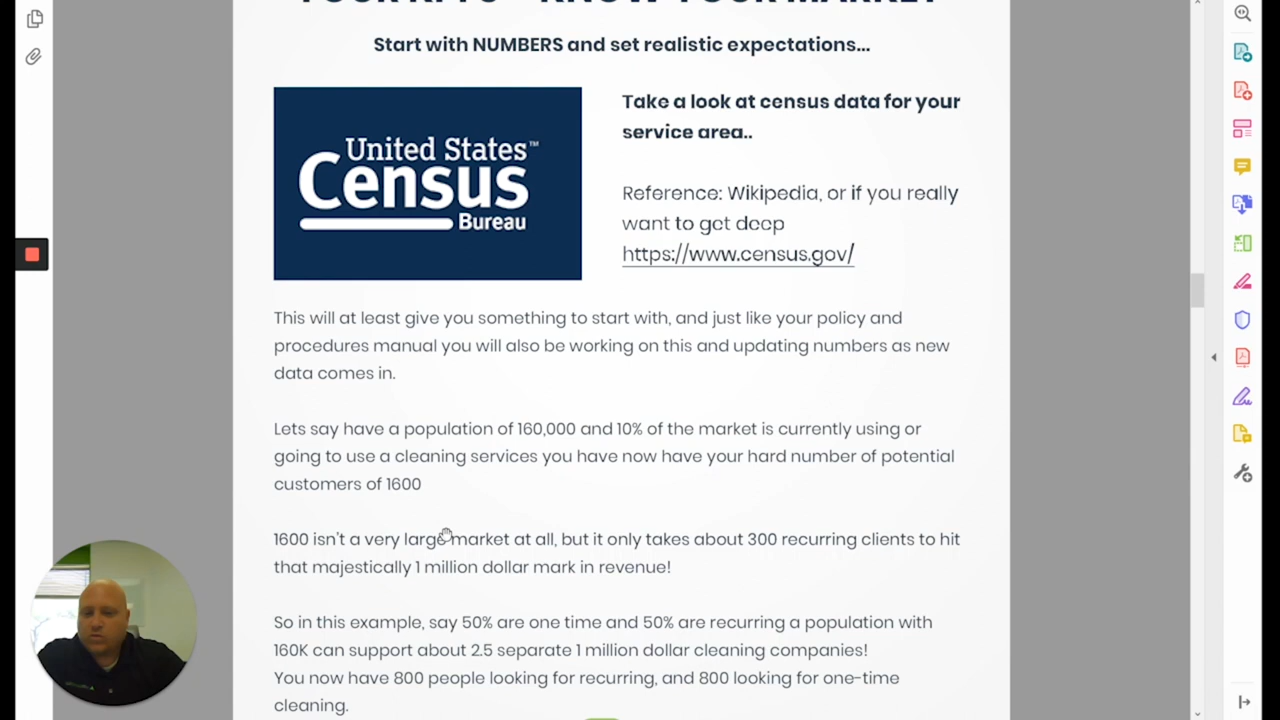 Start with NUMBERS and set realistic expectations...
United States™
Census
Bureau
Take a look at census data for your
service area..
Reference: Wikipedia, or if you really
want to get deep
https://www.census.gov/
This will at least give you something to start with, and just like your policy and
procedures manual you will also be working on this and updating numbers as new
data comes in.
Lets say have a population of 160,000 and 10% of the market is currently using or
going to use a cleaning services you have now have your hard number of potential
customers of 1600
1600 isn't a very large market at all, but it only takes about 300 recurring clients to hit
that majestically 1 million dollar mark in revenue!
So in this example, say 50% are one time and 50% are recurring a population with
160K can support about 2.5 separate 1 million dollar cleaning companies!
You now have 800 people looking for recurring, and 800 looking for one-time
cleaning.